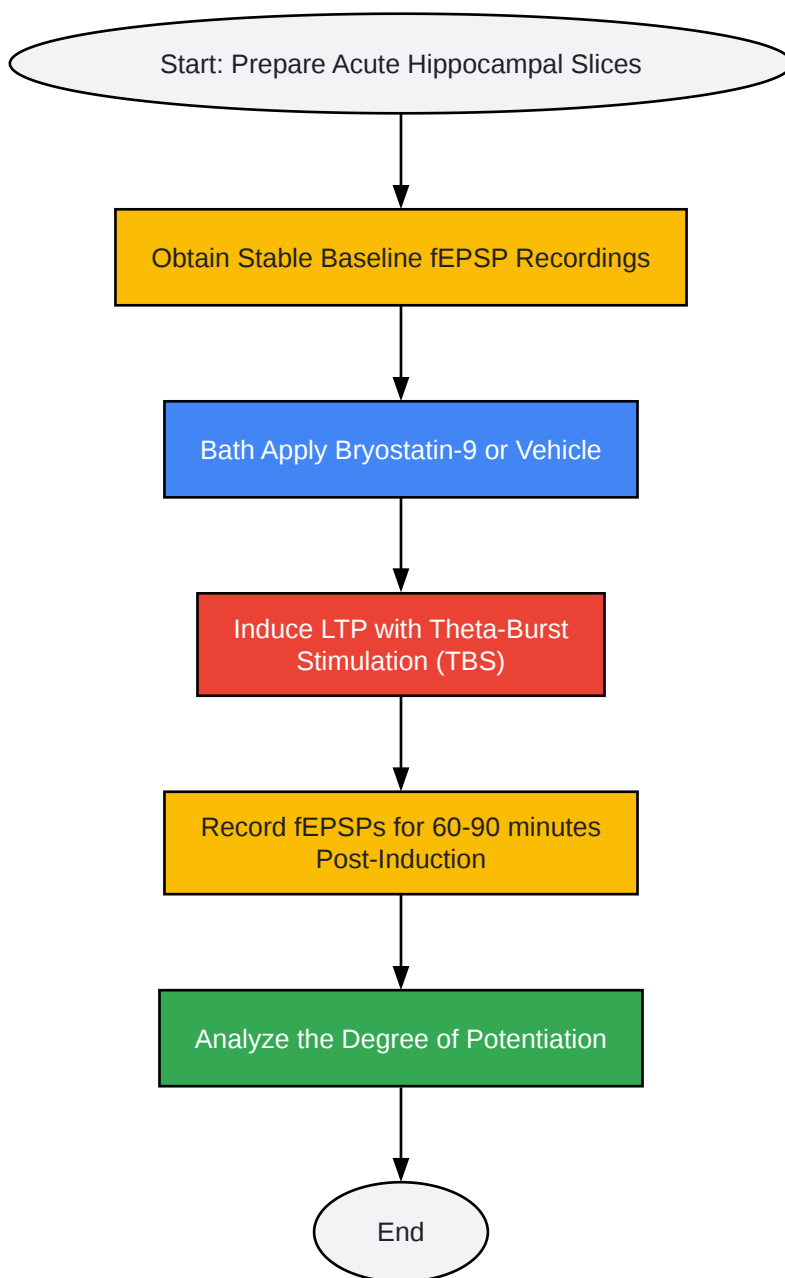 Start: Prepare Acute Hippocampal Slices
Obtain Stable Baseline fEPSP Recordings
Bath Apply Bryostatin-9 or Vehicle
Induce LTP with Theta-Burst
Stimulation (TBS)
Record fEPSPs for 60-90 minutes
Post-Induction
Analyze the Degree of Potentiation
End